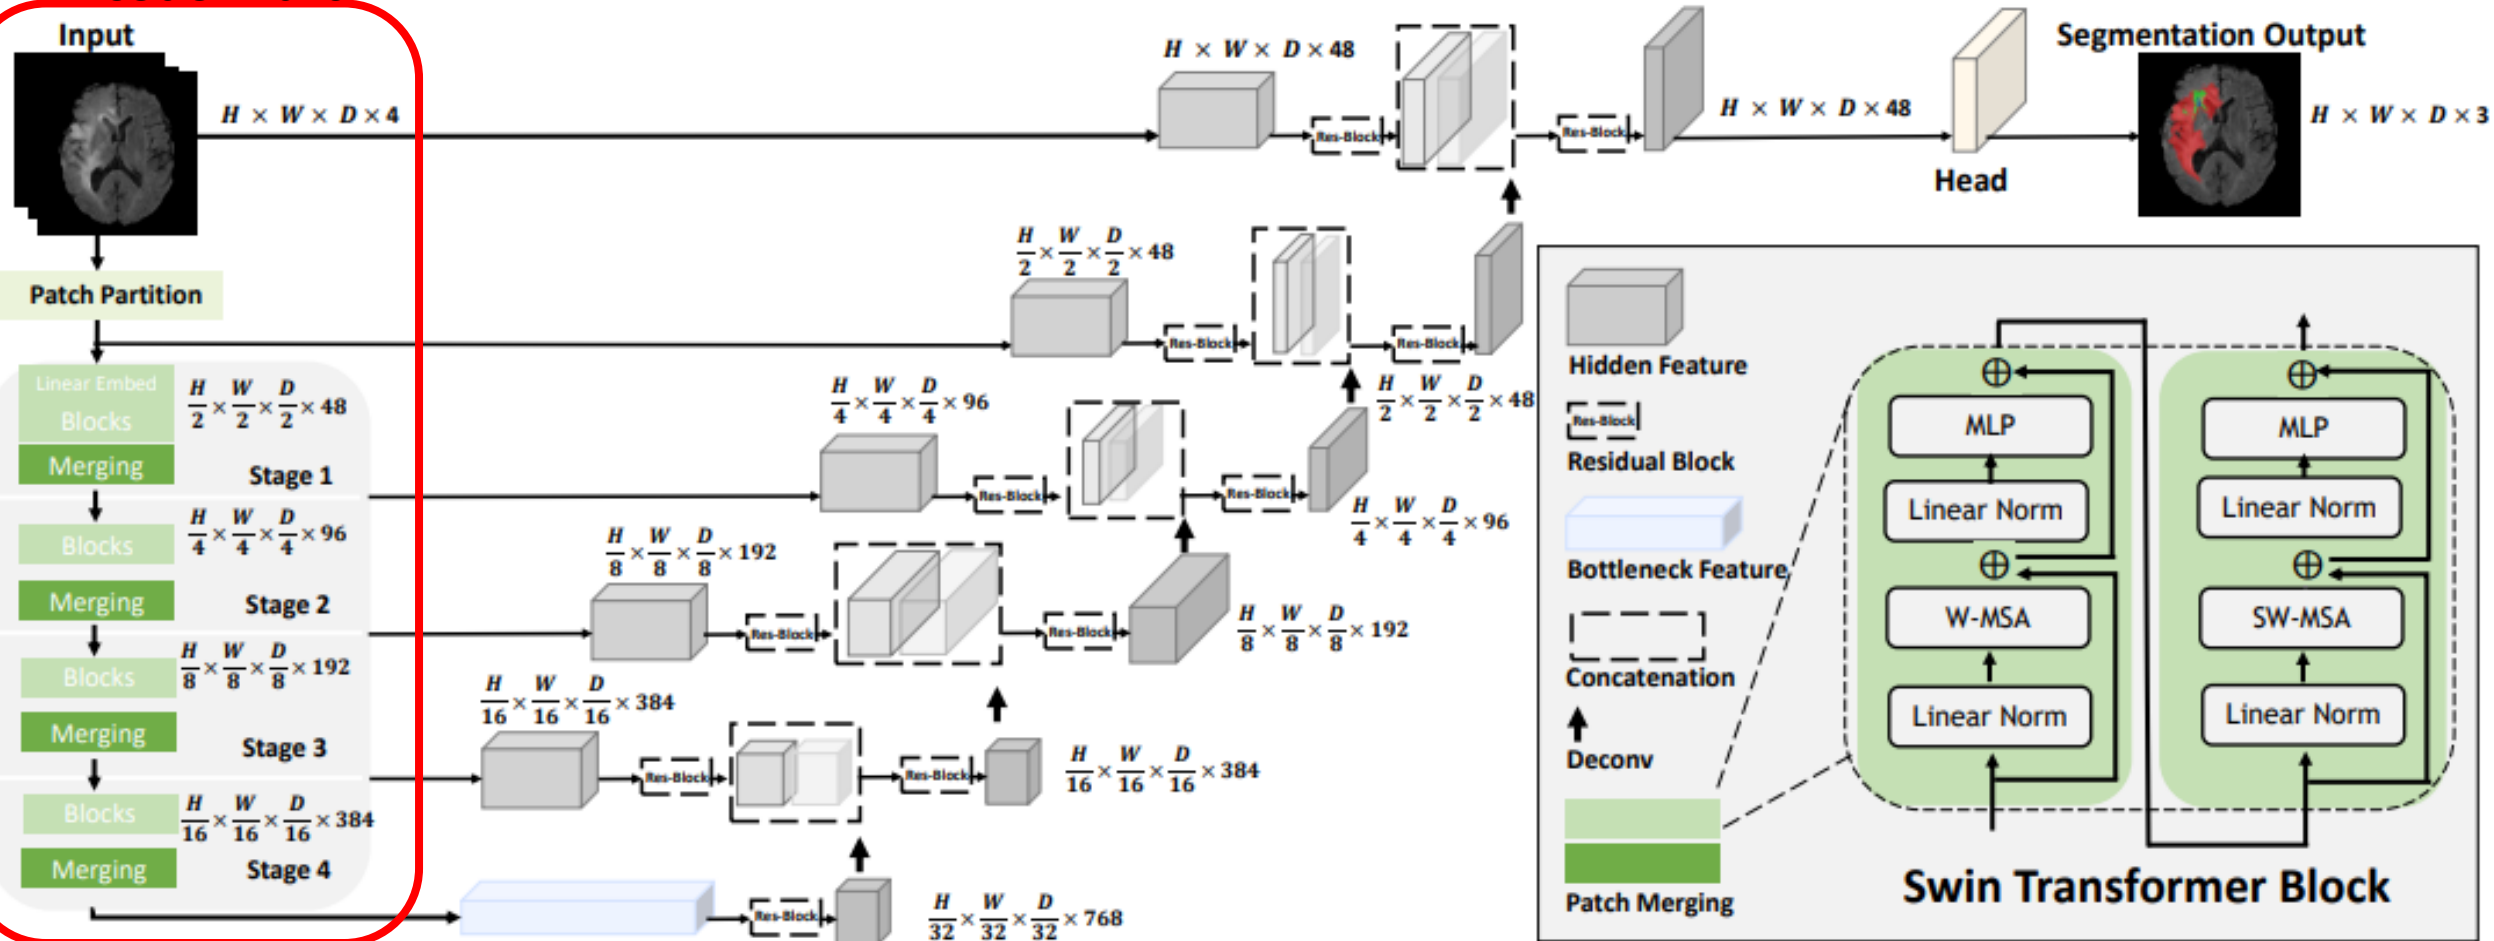 Input
H × W × D × 4
Patch Partition
Linear Embed
Blocks
H/2 × W/2 × D/2 × 48
Merging
Stage 1
Blocks
H/4 × W/4 × D/4 × 96
Merging
Stage 2
Blocks
H/8 × W/8 × D/8 × 192
Merging
Stage 3
Blocks
H/16 × W/16 × D/16 × 384
Merging
Stage 4
H × W × D × 48
Res-Block
Res-Block
H × W × D × 48
Head
Segmentation Output
H × W × D × 3
H/2 × W/2 × D/2 × 48
Res-Block
Res-Block
H/2 × W/2 × D/2 × 48
H/4 × W/4 × D/4 × 96
Res-Block
Res-Block
H/4 × W/4 × D/4 × 96
H/8 × W/8 × D/8 × 192
Res-Block
Res-Block
H/8 × W/8 × D/8 × 192
H/16 × W/16 × D/16 × 384
Res-Block
Res-Block
H/16 × W/16 × D/16 × 384
Res-Block
H/32 × W/32 × D/32 × 768
Hidden Feature
Res-Block
Residual Block
Bottleneck Feature
Concatenation
Deconv
Patch Merging
MLP
Linear Norm
W-MSA
Linear Norm
MLP
Linear Norm
SW-MSA
Linear Norm
Swin Transformer Block